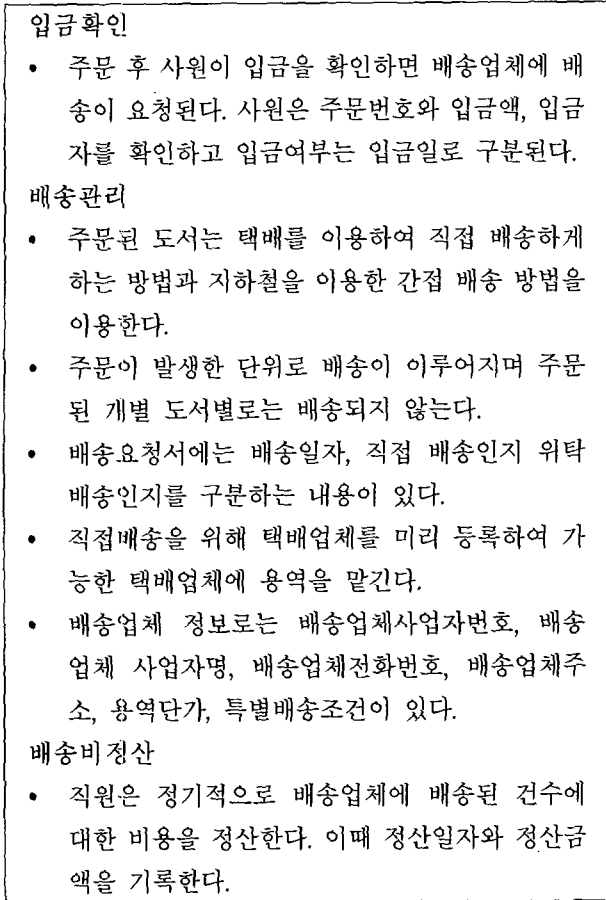 입금확인
• 주문 후 사원이 입금을 확인하면 배송업체에 배
송이 요청된다. 사원은 주문번호와 입금액, 입금
자를 확인하고 입금여부는 입금일로 구분된다.
배송관리
• 주문된 도서는 택배를 이용하여 직접 배송하게
하는 방법과 지하철을 이용한 간접 배송 방법을
이용한다.
• 주문이 발생한 단위로 배송이 이루어지며 주문
된 개별 도서별로는 배송되지 않는다.
• 배송요청서에는 배송일자, 직접 배송인지 위탁
배송인지를 구분하는 내용이 있다.
• 직접배송을 위해 택배업체를 미리 등록하여 가
능한 택배업체에 용역을 맡긴다.
• 배송업체 정보로는 배송업체사업자번호, 배송
업체 사업자명, 배송업체전화번호, 배송업체주
소, 용역단가, 특별배송조건이 있다.
배송비정산
• 직원은 정기적으로 배송업체에 배송된 건수에
대한 비용을 정산한다. 이때 정산일자와 정산금
액을 기록한다.